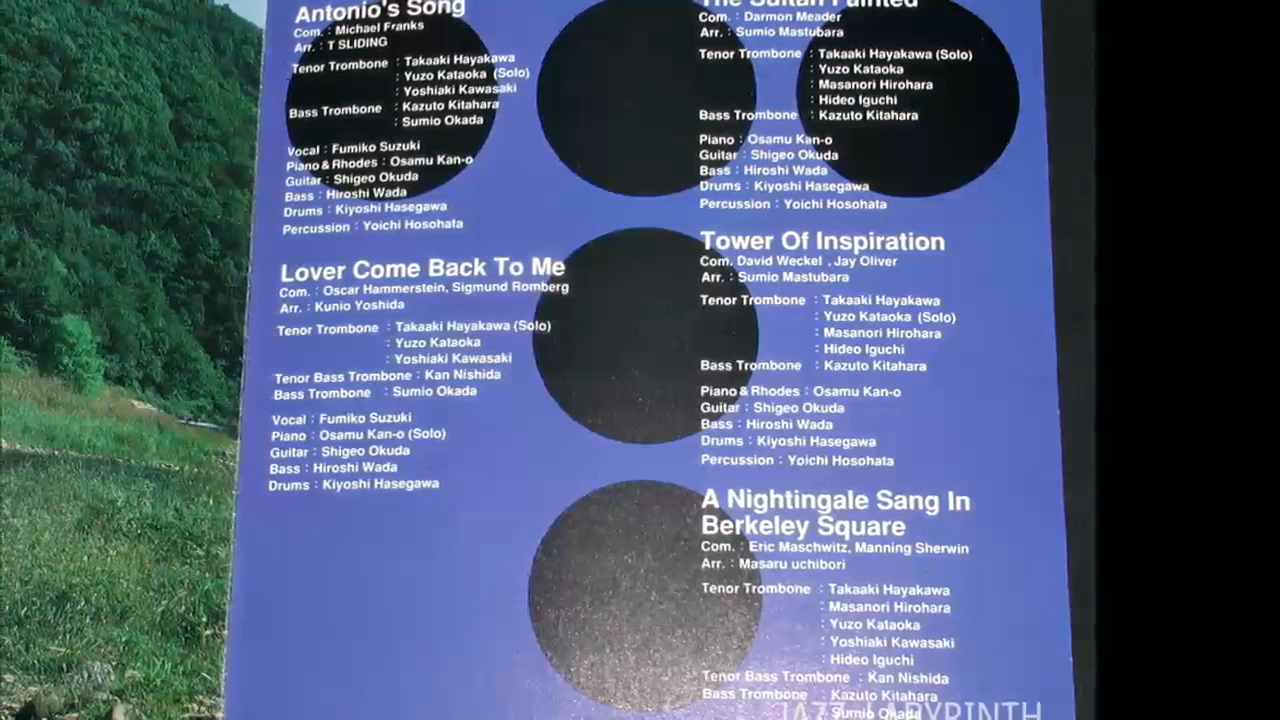 Antonio's Song
Com. : Michael Franks
Arr. : T SLIDING
Tenor Trombone : Takaaki Hayakawa
: Yuzo Kataoka (Solo)
: Yoshiaki Kawasaki
Bass Trombone : Kazuto Kitahara
: Sumio Okada
Vocal : Fumiko Suzuki
Piano & Rhodes : Osamu Kan-o
Guitar : Shigeo Okuda
Bass : Hiroshi Wada
Drums : Kiyoshi Hasegawa
Percussion : Yoichi Hosohata
Lover Come Back To Me
Com. : Oscar Hammerstein, Sigmund Romberg
Arr. : Kunio Yoshida
Tenor Trombone : Takaaki Hayakawa (Solo)
: Yuzo Kataoka
: Yoshiaki Kawasaki
Tenor Bass Trombone : Kan Nishida
Bass Trombone : Sumio Okada
Vocal : Fumiko Suzuki
Piano : Osamu Kan-o (Solo)
Guitar : Shigeo Okuda
Bass : Hiroshi Wada
Drums : Kiyoshi Hasegawa
The Sultan Fainted
Com. : Darmon Meader
Arr. : Sumio Mastubara
Tenor Trombone : Takaaki Hayakawa (Solo)
: Yuzo Kataoka
: Masanori Hirohara
: Hideo Iguchi
Bass Trombone : Kazuto Kitahara
Piano : Osamu Kan-o
Guitar : Shigeo Okuda
Bass : Hiroshi Wada
Drums : Kiyoshi Hasegawa
Percussion : Yoichi Hosohata
Tower Of Inspiration
Com. David Weckel , Jay Oliver
Arr. : Sumio Mastubara
Tenor Trombone : Takaaki Hayakawa
: Yuzo Kataoka (Solo)
: Masanori Hirohara
: Hideo Iguchi
Bass Trombone : Kazuto Kitahara
Piano & Rhodes : Osamu Kan-o
Guitar : Shigeo Okuda
Bass : Hiroshi Wada
Drums : Kiyoshi Hasegawa
Percussion : Yoichi Hosohata
A Nightingale Sang In
Berkeley Square
Com. : Eric Maschwitz, Manning Sherwin
Arr. : Masaru uchibori
Tenor Trombone : Takaaki Hayakawa
: Masanori Hirohara
: Yuzo Kataoka
: Yoshiaki Kawasaki
: Hideo Iguchi
Tenor Bass Trombone : Kan Nishida
Bass Trombone : Kazuto Kitahara
: Sumio Okada
JAZZ LABYRINTH